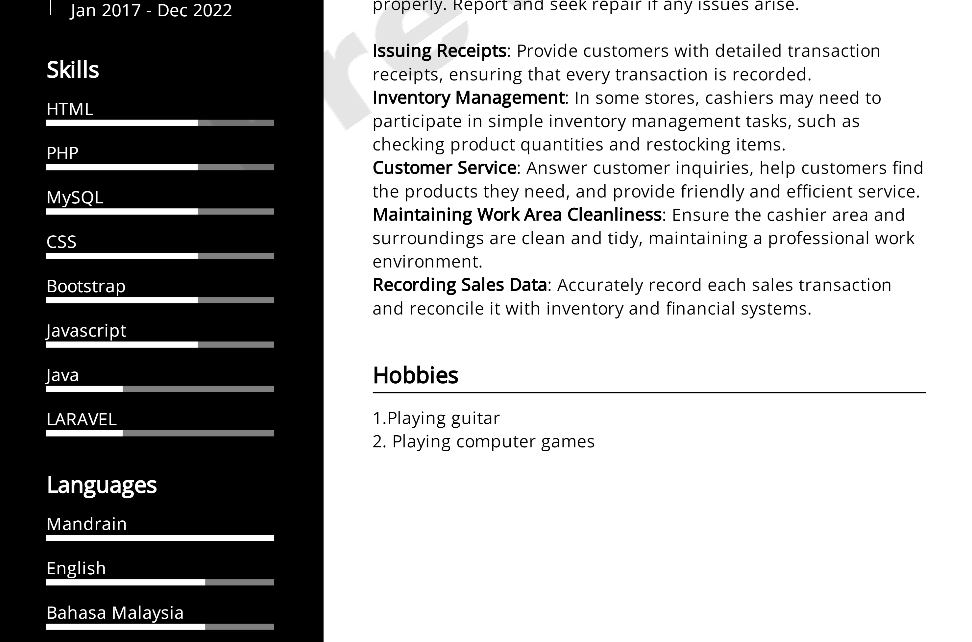 Jan 2017 - Dec 2022
Skills
HTML
PHP
MySQL
CSS
Bootstrap
Javascript
Java
LARAVEL
Languages
Mandrain
English
Bahasa Malaysia
properly. Report and seek repair if any issues arise.
Issuing Receipts: Provide customers with detailed transaction
receipts, ensuring that every transaction is recorded.
Inventory Management: In some stores, cashiers may need to
participate in simple inventory management tasks, such as
checking product quantities and restocking items.
Customer Service: Answer customer inquiries, help customers find
the products they need, and provide friendly and efficient service.
Maintaining Work Area Cleanliness: Ensure the cashier area and
surroundings are clean and tidy, maintaining a professional work
environment.
Recording Sales Data: Accurately record each sales transaction
and reconcile it with inventory and financial systems.
Hobbies
1.Playing guitar
2. Playing computer games